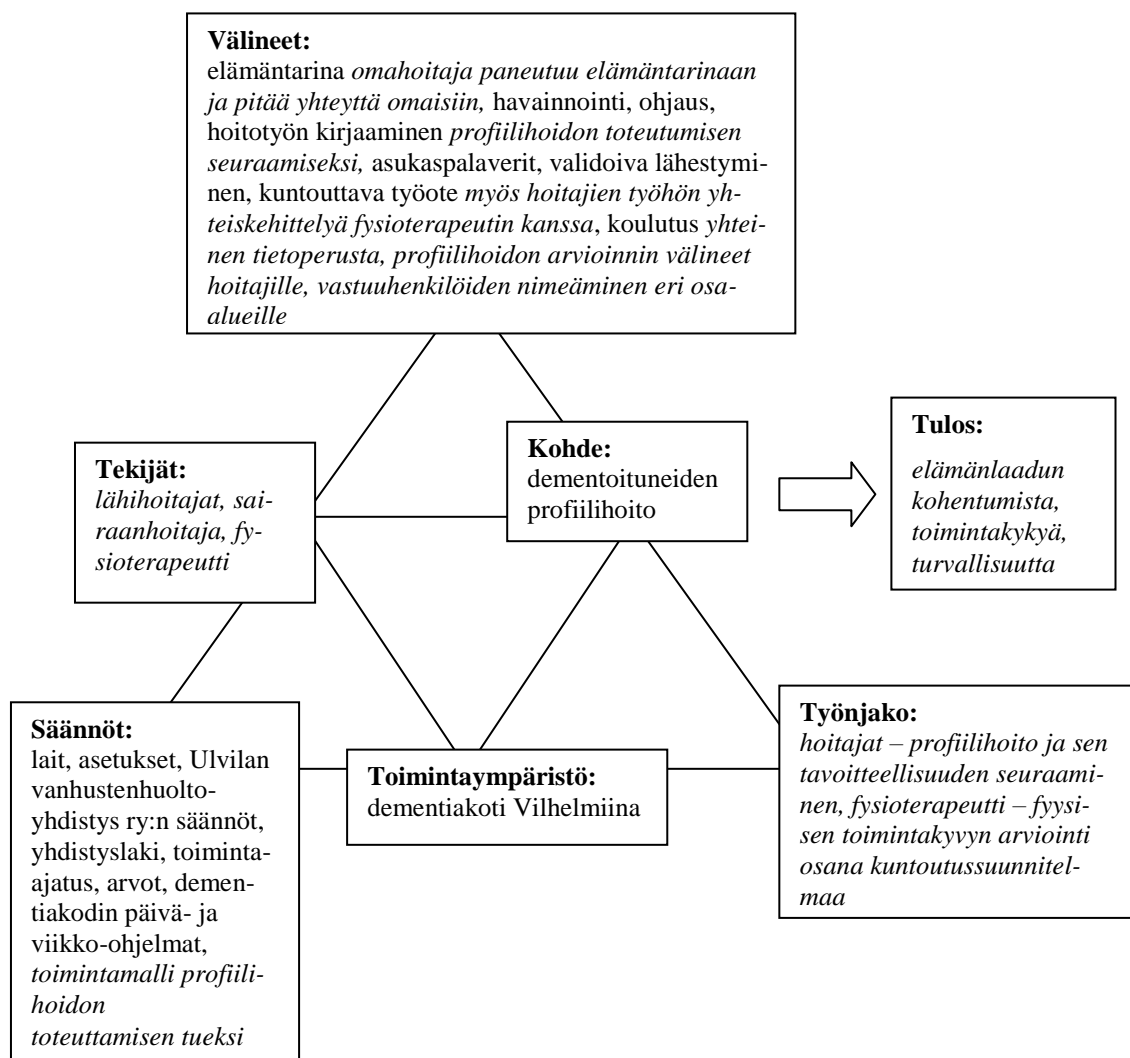 Välineet:
elämäntarina omahoitaja paneutuu elämäntarinaan
ja pitää yhteyttä omaisiin, havainnointi, ohjaus,
hoitotyön kirjaaminen profiilihoidon toteutumisen
seuraamiseksi, asukaspalaverit, validoiva lähestymi-
nen, kuntouttava työote myös hoitajien työhön yh-
teiskehittelyä fysioterapeutin kanssa, koulutus yhtei-
nen tietoperusta, profiilihoidon arvioinnin välineet
hoitajille, vastuuhenkilöiden nimeäminen eri osa-
alueille
Tekijät:
lähihoitajat, sai-
raanhoitaja, fy-
sioterapeutti
Kohde:
dementoituneiden
profiilihoito
Tulos:
elämänlaadun
kohentumista,
toimintakykyä,
turvallisuutta
Säännöt:
lait, asetukset, Ulvilan
vanhustenhuolto-
yhdistys ry:n säännöt,
yhdistyslaki, toiminta-
ajatus, arvot, demen-
tiakodin päivä- ja
viikko-ohjelmat,
toimintamalli profiili-
hoidon
toteuttamisen tueksi
Toimintaympäristö:
dementiakoti Vilhelmiina
Työnjako:
hoitajat – profiilihoito ja sen
tavoitteellisuuden seuraami-
nen, fysioterapeutti – fyysi-
sen toimintakyvyn arviointi
osana kuntoutussuunnitel-
maa